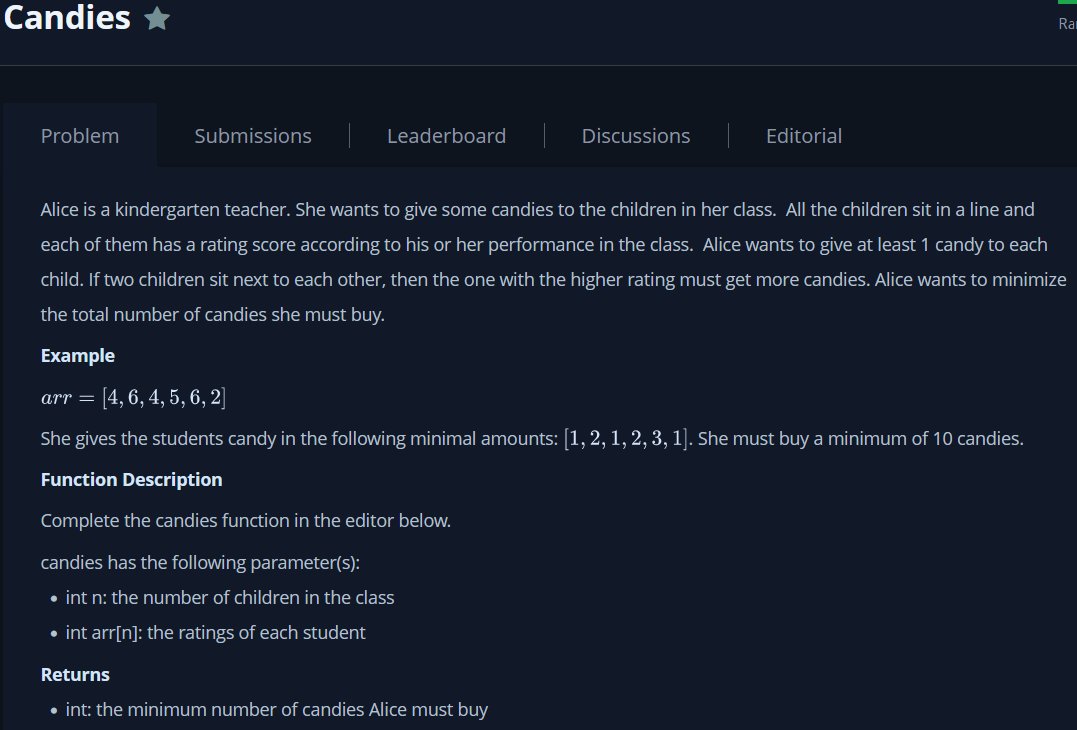 Candies
Ra
Problem
Submissions
Leaderboard
Discussions
Editorial
Alice is a kindergarten teacher. She wants to give some candies to the children in her class.  All the children sit in a line and
each of them has a rating score according to his or her performance in the class.  Alice wants to give at least 1 candy to each
child. If two children sit next to each other, then the one with the higher rating must get more candies. Alice wants to minimize
the total number of candies she must buy.
Example
arr = [4, 6, 4, 5, 6, 2]
She gives the students candy in the following minimal amounts: [1, 2, 1, 2, 3, 1]. She must buy a minimum of 10 candies.
Function Description
Complete the candies function in the editor below.
candies has the following parameter(s):
• int n: the number of children in the class
• int arr[n]: the ratings of each student
Returns
• int: the minimum number of candies Alice must buy